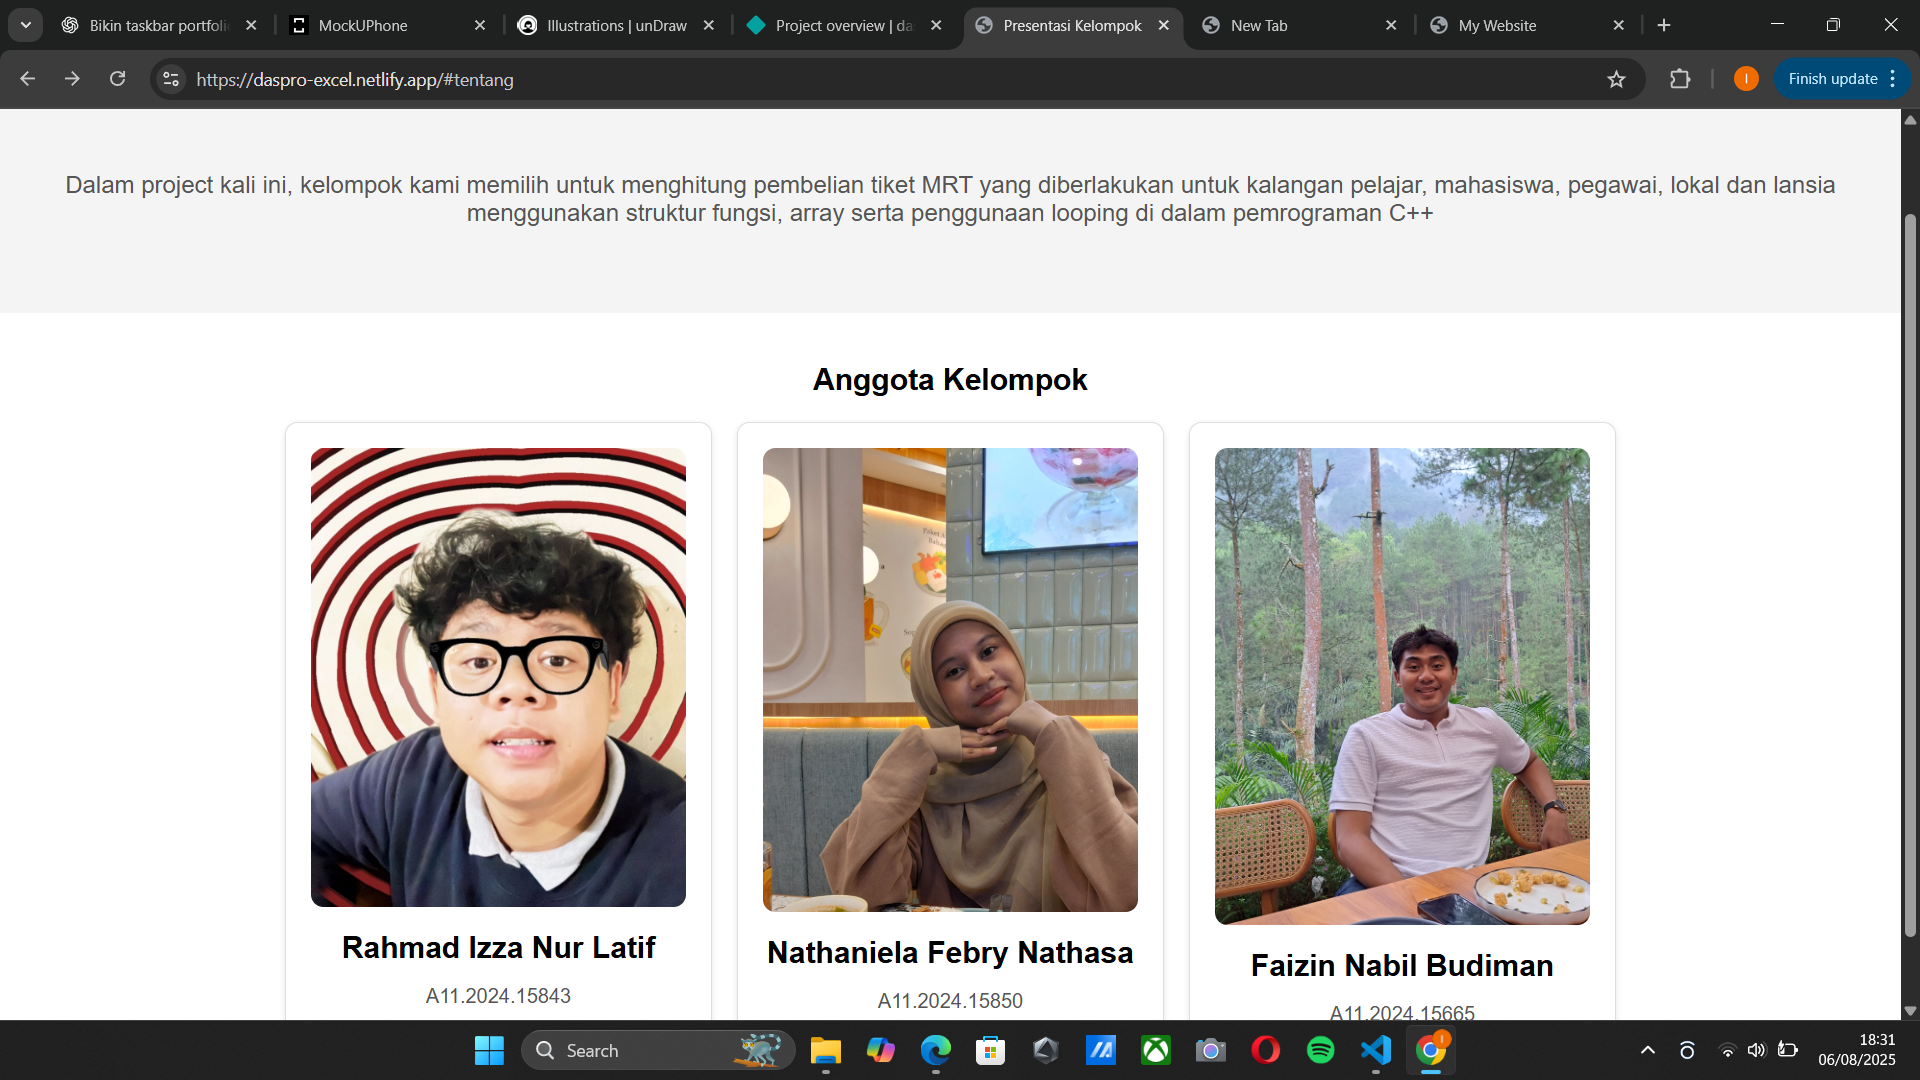 Bikin taskbar portfoli
MockUPhone
Illustrations | unDraw
Project overview | da
Presentasi Kelompok
New Tab
My Website
https://daspro-excel.netlify.app/#tentang
I
Finish update
Dalam project kali ini, kelompok kami memilih untuk menghitung pembelian tiket MRT yang diberlakukan untuk kalangan pelajar, mahasiswa, pegawai, lokal dan lansia
menggunakan struktur fungsi, array serta penggunaan looping di dalam pemrograman C++
Anggota Kelompok
Rahmad Izza Nur Latif
A11.2024.15843
Nathaniela Febry Nathasa
A11.2024.15850
Faizin Nabil Budiman
A11.2024.15665
Search
18:31
06/08/2025